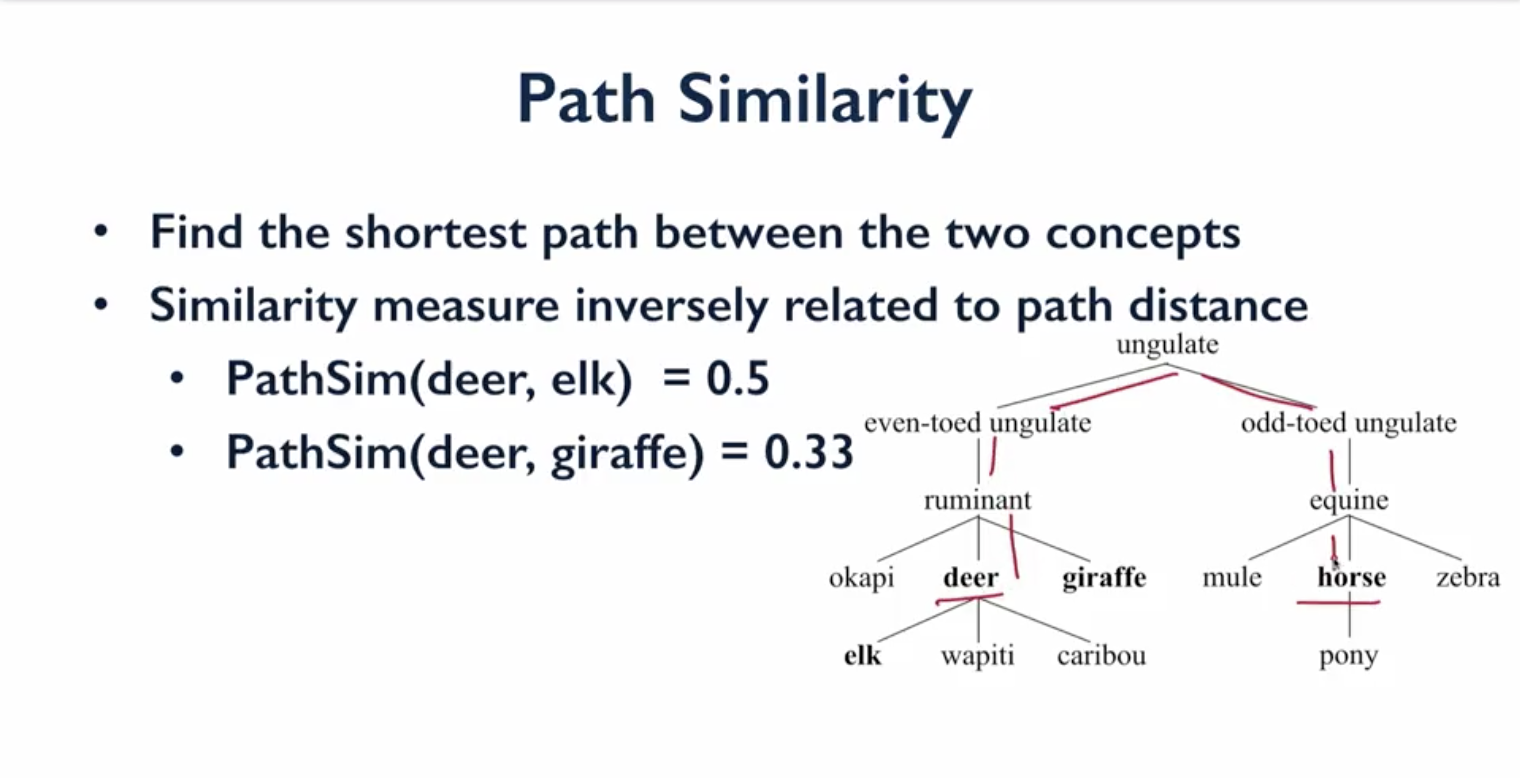 Path Similarity
• Find the shortest path between the two concepts
• Similarity measure inversely related to path distance
• PathSim(deer, elk) = 0.5
• PathSim(deer, giraffe) = 0.33
ungulate
even-toed ungulate odd-toed ungulate
ruminant equine
okapi deer giraffe mule horse zebra
elk wapiti caribou pony